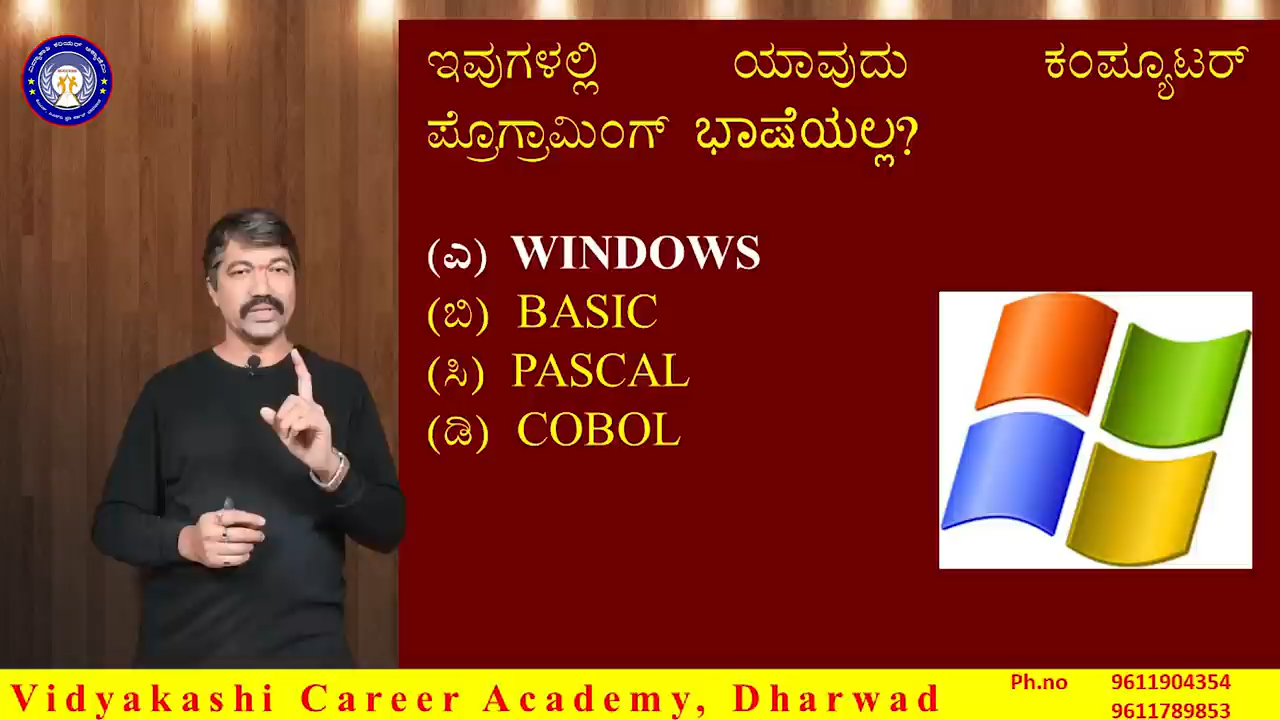 ಇವುಗಳಲ್ಲಿ ಯಾವುದು ಕಂಪ್ಯೂಟರ್
ಪ್ರೊಗ್ರಾಮಿಂಗ್ ಭಾಷೆಯಲ್ಲ?
(ಎ) WINDOWS
(ಬಿ) BASIC
(ಸಿ) PASCAL
(ಡಿ) COBOL
Vidyakashi Career Academy, Dharwad
Ph.no 9611904354
9611789853